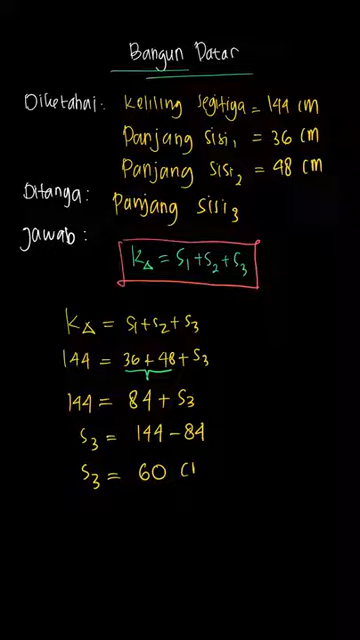 Bangun Datar
Diketahui: Keliling segitiga = 144 cm
Panjang sisi₁ = 36 cm
Panjang sisi₂ = 48 cm
Ditanya: Panjang sisi₃
Jawab:
K△ = S₁+S₂+S₃
K△ = S₁+S₂+S₃
144 = 36 + 48 + S₃
144 = 84 + S₃
S₃ = 144 - 84
S₃ = 60 c